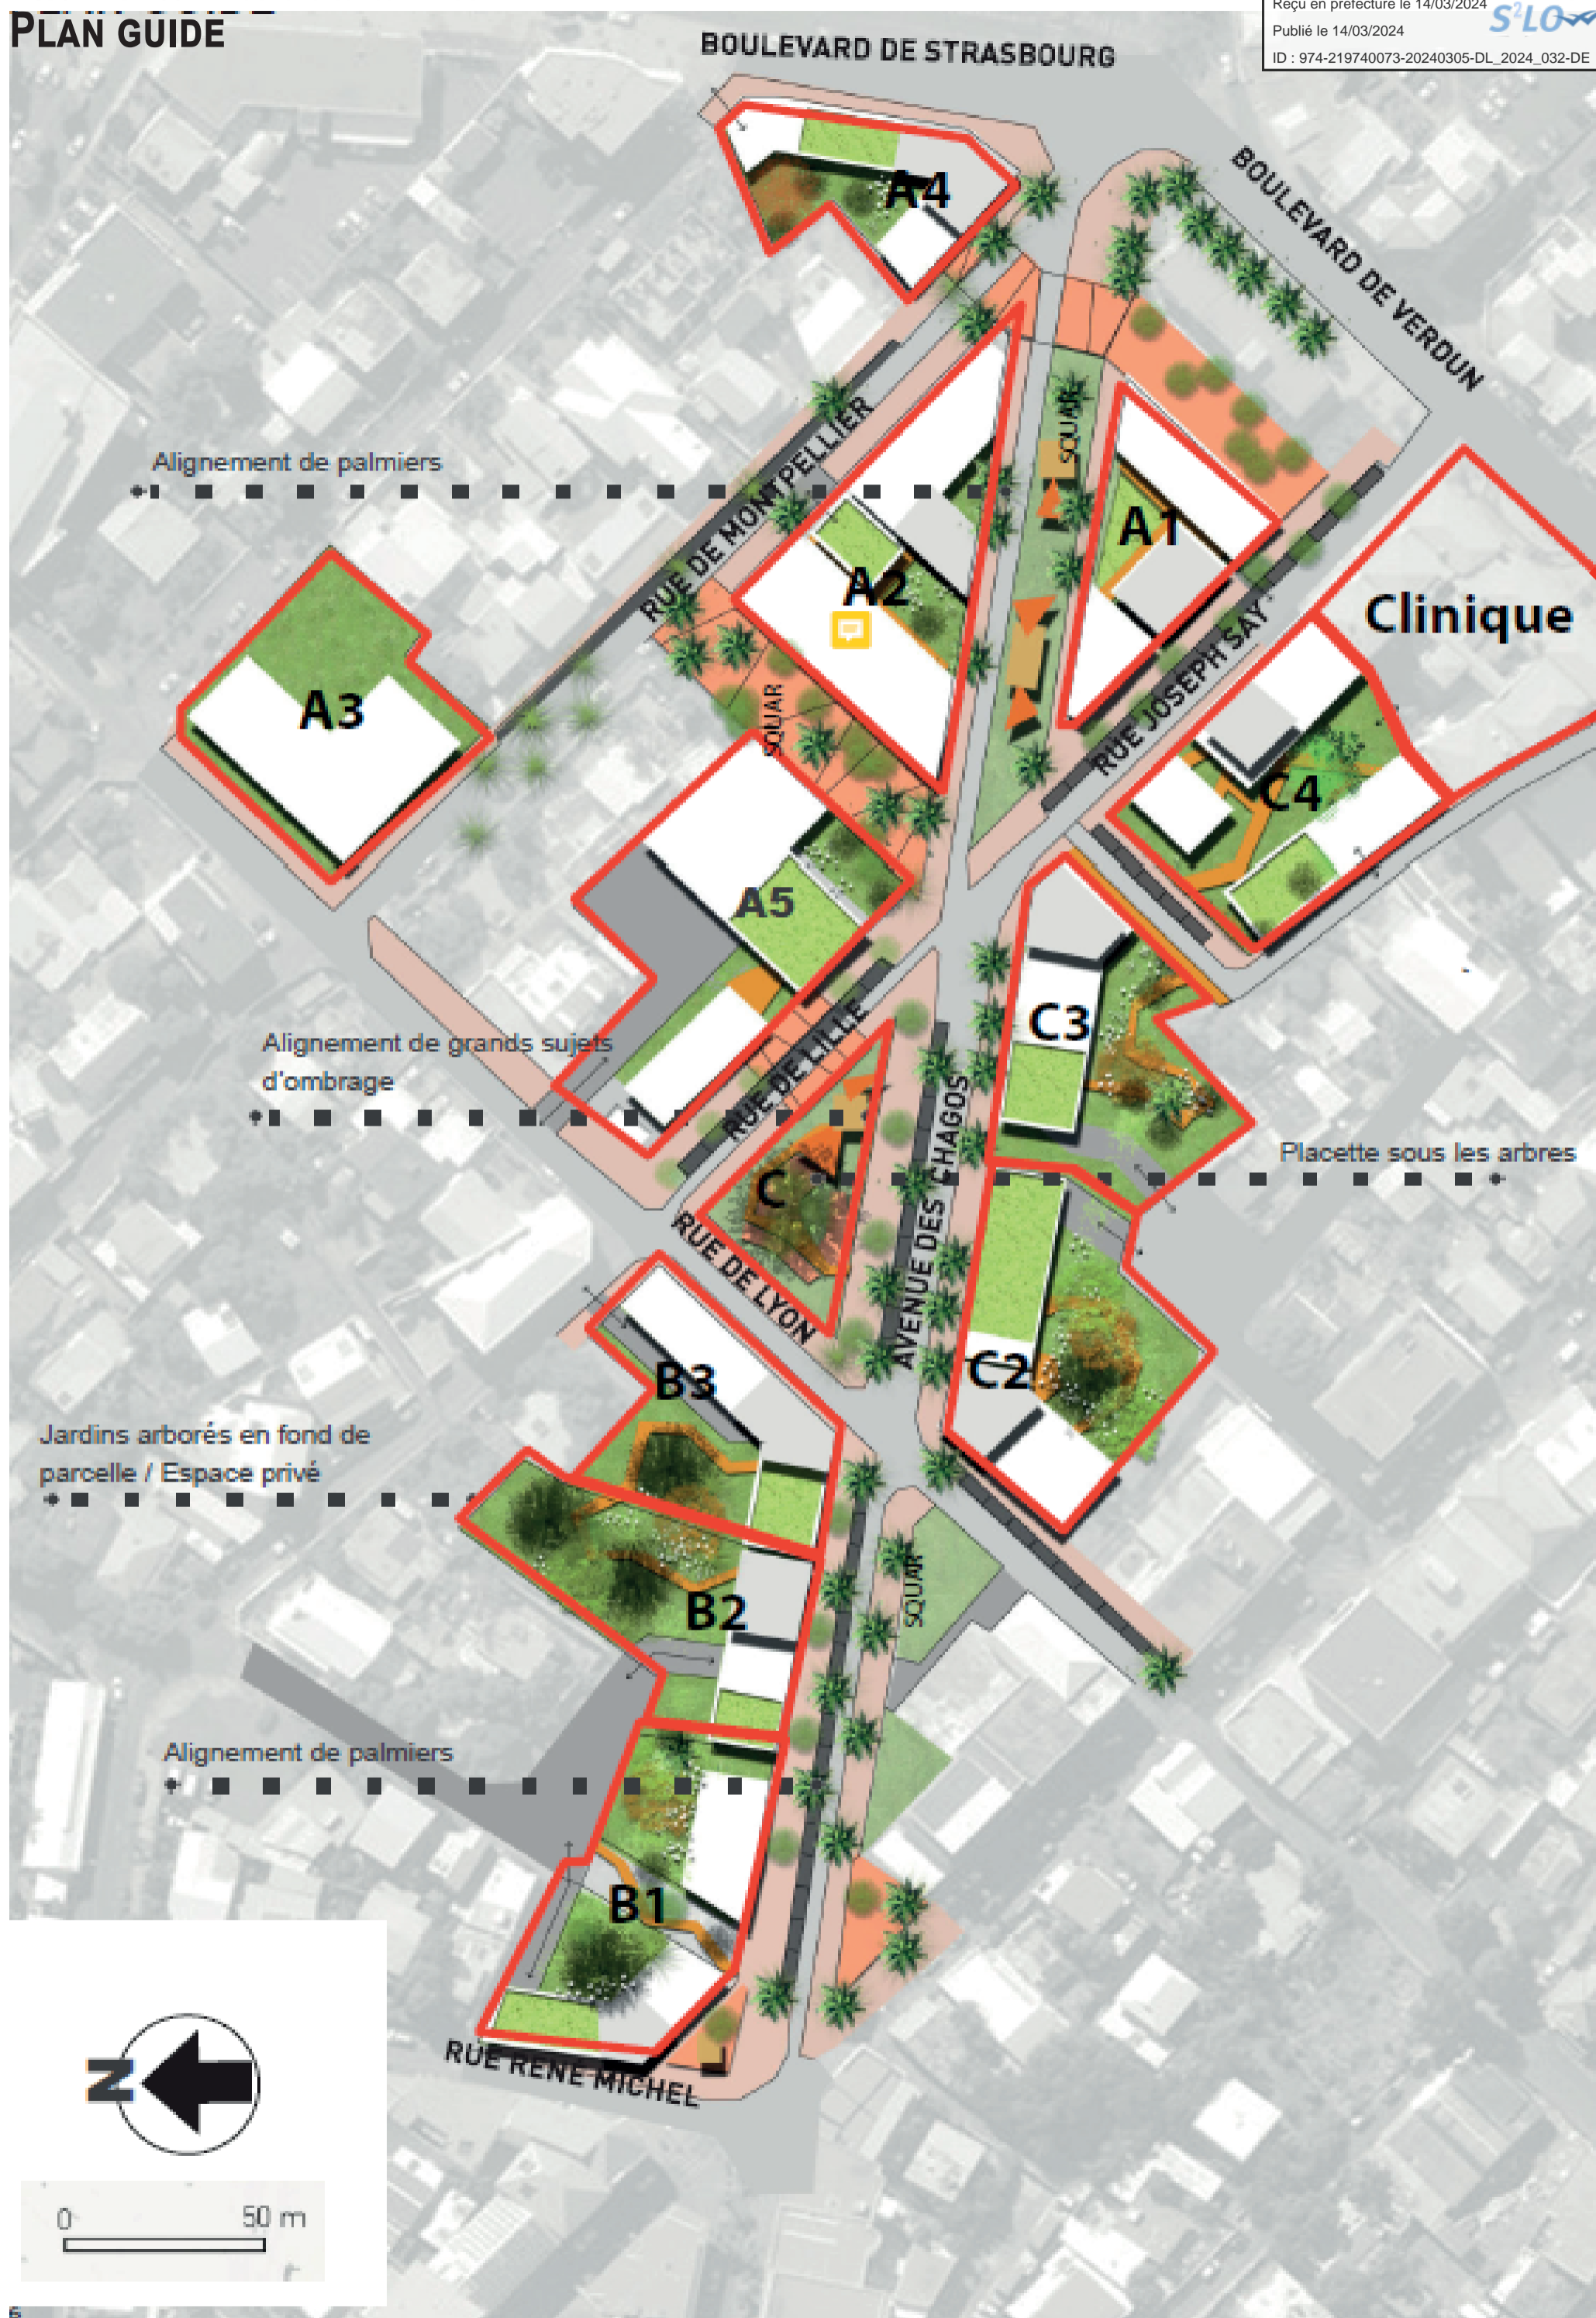 PLAN GUIDE
Reçu en préfecture le 14/03/2024
Publié le 14/03/2024
S²LO
ID : 974-219740073-20240305-DL_2024_032-DE
BOULEVARD DE STRASBOURG
BOULEVARD DE VERDUN
A4
SQUAR
Alignement de palmiers
RUE DE MONTPELLIER
A1
A2
Clinique
RUE JOSEPH SAY
A3
SQUAR
C4
A5
C3
RUE DE LILLE
Alignement de grands sujets
d'ombrage
AVENUE DES CHAGOS
Placette sous les arbres
C
RUE DE LYON
B3
C2
Jardins arborés en fond de
parcelle / Espace privé
SQUAR
B2
Alignement de palmiers
B1
RUE RENE MICHEL
N
0 50 m
6